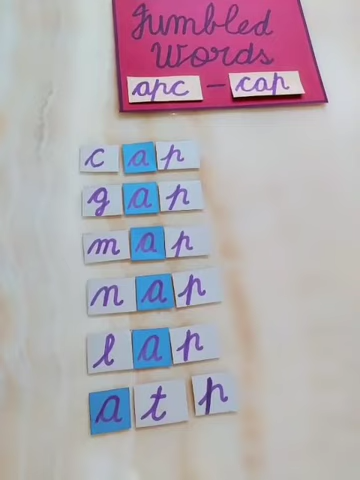 Jumbled
Words
apc - cap
c a p
g a p
m a p
n a p
l a p
a t p